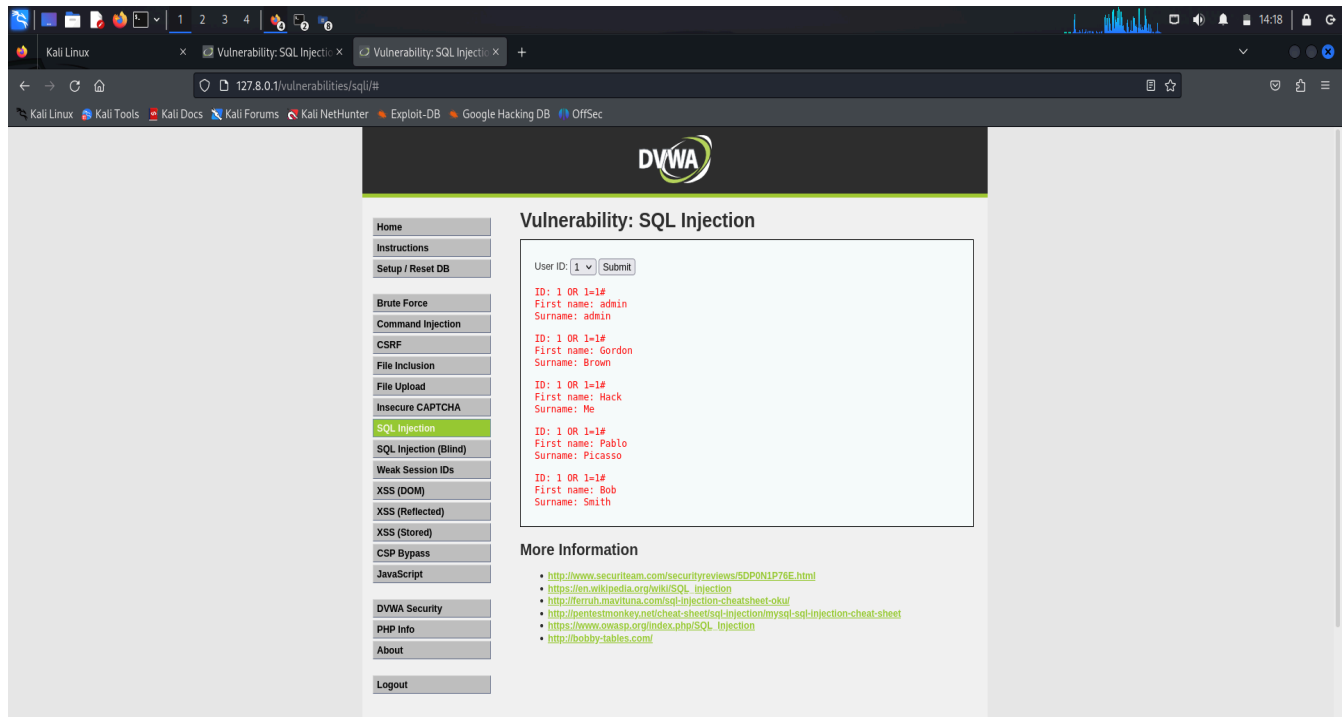 1 2 3 4 14:18
Kali Linux Vulnerability: SQL Injectio Vulnerability: SQL Injectio
127.8.0.1/vulnerabilities/sqli/#
Kali Linux Kali Tools Kali Docs Kali Forums Kali NetHunter Exploit-DB Google Hacking DB OffSec
DVWA
Home
Instructions
Setup / Reset DB
Brute Force
Command Injection
CSRF
File Inclusion
File Upload
Insecure CAPTCHA
SQL Injection
SQL Injection (Blind)
Weak Session IDs
XSS (DOM)
XSS (Reflected)
XSS (Stored)
CSP Bypass
JavaScript
DVWA Security
PHP Info
About
Logout
Vulnerability: SQL Injection
User ID: 1 Submit
ID: 1 OR 1=1#
First name: admin
Surname: admin
ID: 1 OR 1=1#
First name: Gordon
Surname: Brown
ID: 1 OR 1=1#
First name: Hack
Surname: Me
ID: 1 OR 1=1#
First name: Pablo
Surname: Picasso
ID: 1 OR 1=1#
First name: Bob
Surname: Smith
More Information
http://www.securiteam.com/securityreviews/5DP0N1P76E.html
https://en.wikipedia.org/wiki/SQL_injection
http://ferruh.mavituna.com/sql-injection-cheatsheet-oku/
http://pentestmonkey.net/cheat-sheet/sql-injection/mysql-sql-injection-cheat-sheet
https://www.owasp.org/index.php/SQL_Injection
http://bobby-tables.com/